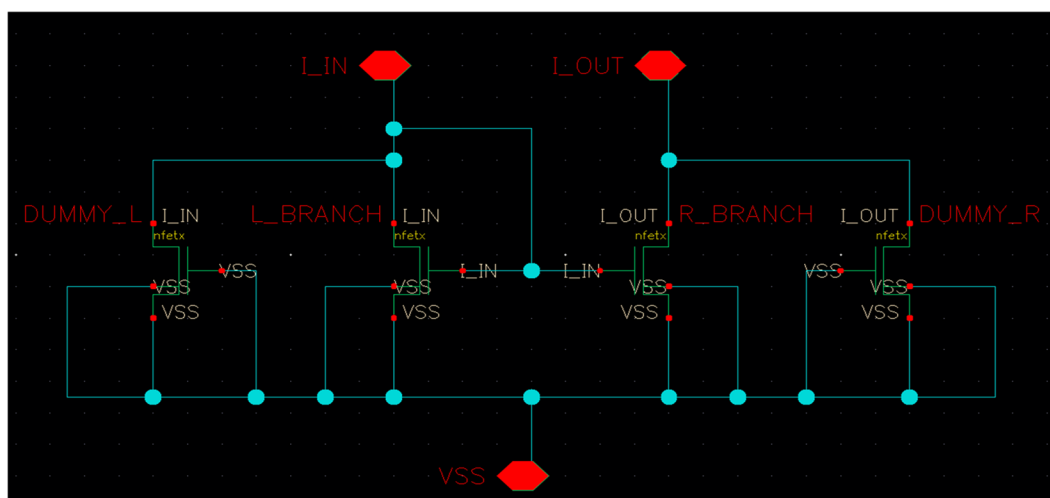 I_IN I_OUT
DUMMY_L I_IN L_BRANCH I_IN I_OUT R_BRANCH I_OUT DUMMY_R
nfetx nfetx nfetx nfetx
VSS I_IN I_IN VSS
VSS VSS VSS VSS
VSS VSS VSS VSS
VSS